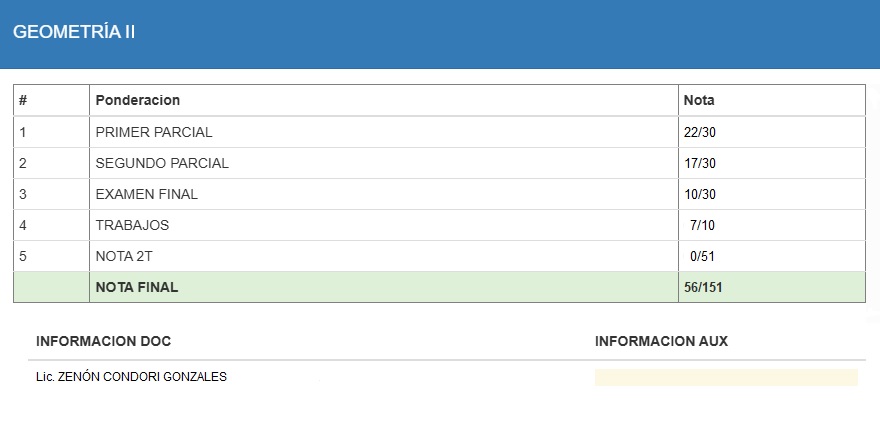 GEOMETRÍA II
# Ponderacion Nota
1 PRIMER PARCIAL 22/30
2 SEGUNDO PARCIAL 17/30
3 EXAMEN FINAL 10/30
4 TRABAJOS 7/10
5 NOTA 2T 0/51
NOTA FINAL 56/151
INFORMACION DOC INFORMACION AUX
Lic. ZENÓN CONDORI GONZALES